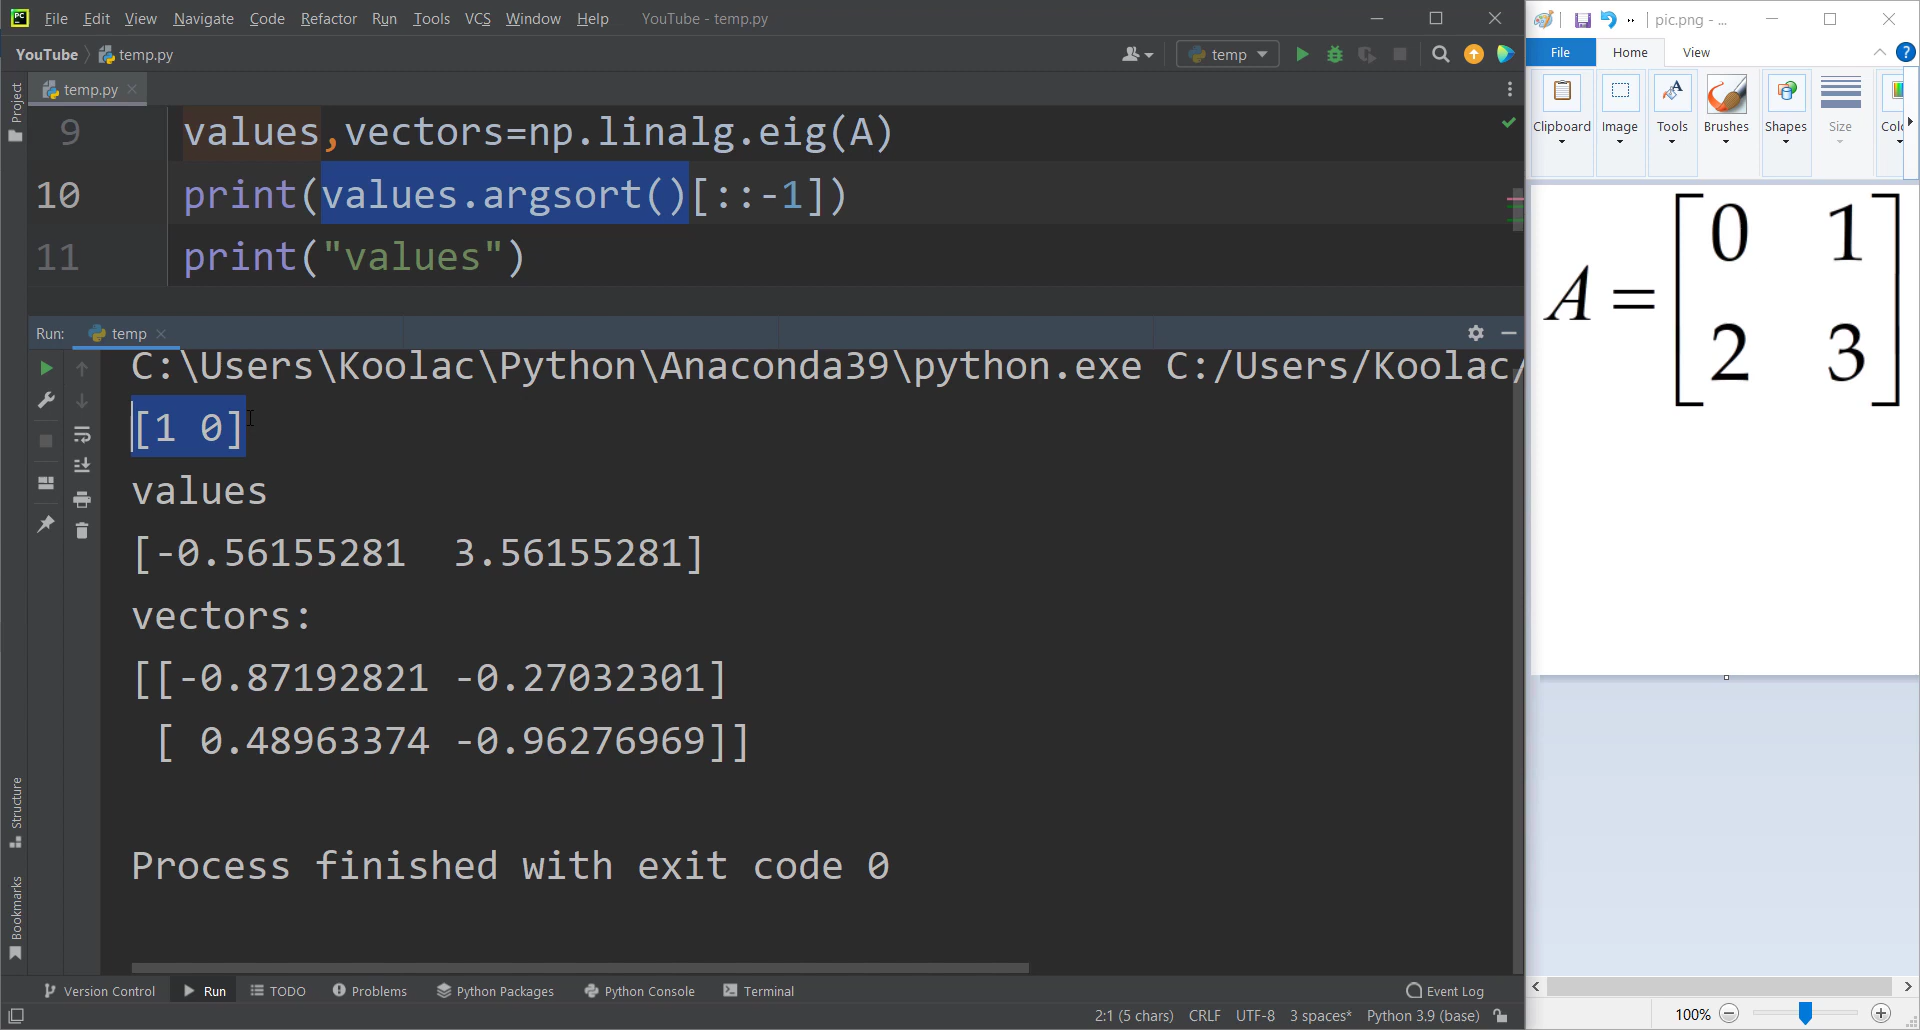 PC File Edit View Navigate Code Refactor Run Tools VCS Window Help YouTube - temp.py
YouTube temp.py
temp
Project
temp.py
9 values,vectors=np.linalg.eig(A)
10 print(values.argsort()[::-1])
11 print("values")
Run: temp
C:\Users\Koolac\Python\Anaconda39\python.exe C:/Users/Koolac/
[1 0]
values
[-0.56155281 3.56155281]
vectors:
[[-0.87192821 -0.27032301]
[ 0.48963374 -0.96276969]]
Process finished with exit code 0
Structure
Bookmarks
Version Control Run TODO Problems Python Packages Python Console Terminal Event Log
2:1 (5 chars) CRLF UTF-8 3 spaces* Python 3.9 (base)
pic.png - ...
File Home View
Clipboard Image Tools Brushes Shapes Size Colo
A = [ 0 1
2 3 ]
100%